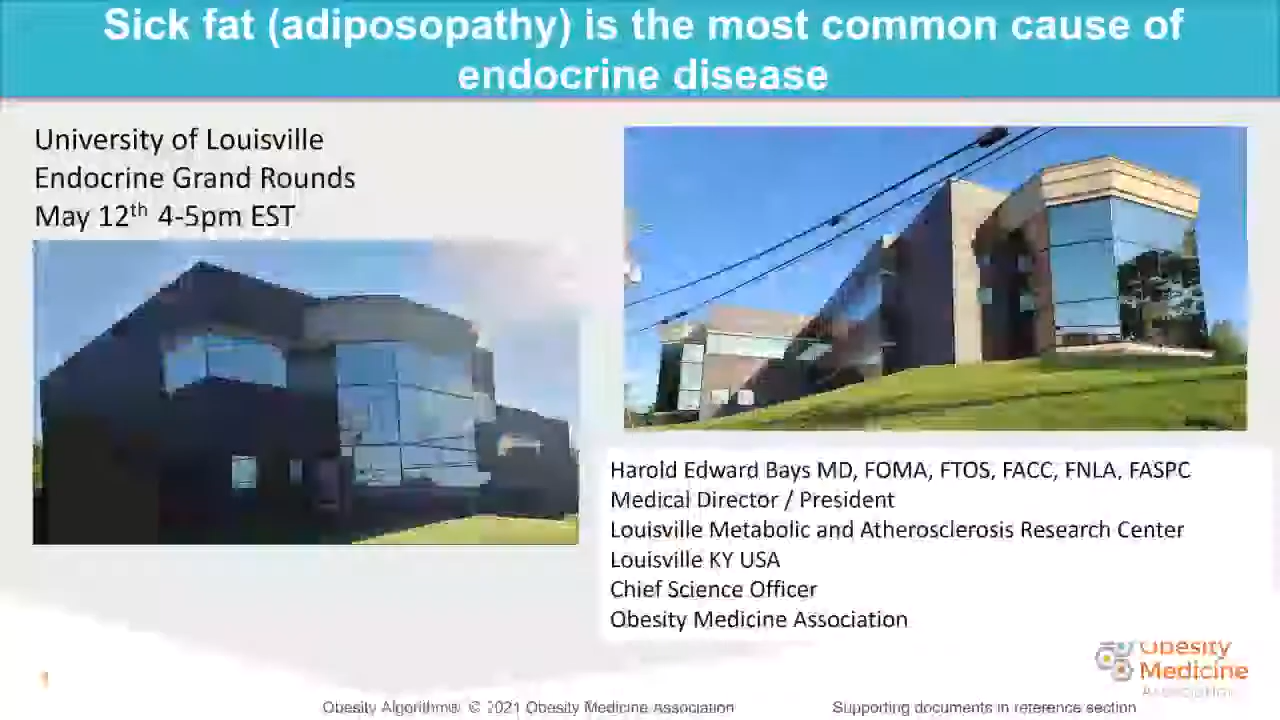 Sick fat (adiposopathy) is the most common cause of
endocrine disease
University of Louisville
Endocrine Grand Rounds
May 12th 4-5pm EST
Harold Edward Bays MD, FOMA, FTOS, FACC, FNLA, FASPC
Medical Director / President
Louisville Metabolic and Atherosclerosis Research Center
Louisville KY USA
Chief Science Officer
Obesity Medicine Association
Obesity
Medicine
Association
1
Obesity Algorithm®. © 2021 Obesity Medicine Association
Supporting documents in reference section